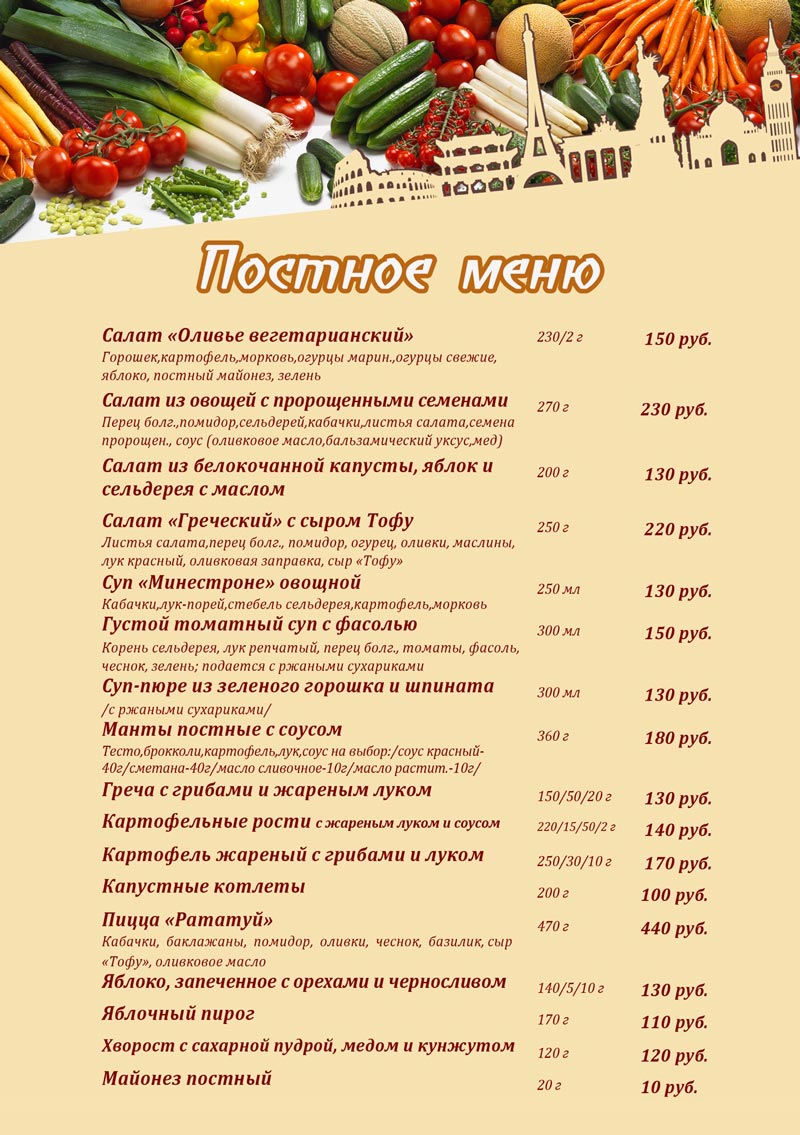 Постное меню
Салат «Оливье вегетарианский» 230/2 г 150 руб.
Горошек,картофель,морковь,огурцы марин.,огурцы свежие,
яблоко, постный майонез, зелень
Салат из овощей с пророщенными семенами 270 г 230 руб.
Перец болг.,помидор,сельдерей,кабачки,листья салата,семена
пророщен., соус (оливковое масло,бальзамический уксус,мед)
Салат из белокочанной капусты, яблок и 200 г 130 руб.
сельдерея с маслом
Салат «Греческий» с сыром Тофу 250 г 220 руб.
Листья салата,перец болг., помидор, огурец, оливки, маслины,
лук красный, оливковая заправка, сыр «Тофу»
Суп «Минестроне» овощной 250 мл 130 руб.
Кабачки,лук-порей,стебель сельдерея,картофель,морковь
Густой томатный суп с фасолью 300 мл 150 руб.
Корень сельдерея, лук репчатый, перец болг., томаты, фасоль,
чеснок, зелень; подается с ржаными сухариками
Суп-пюре из зеленого горошка и шпината 300 мл 130 руб.
/с ржаными сухариками/
Манты постные с соусом 360 г 180 руб.
Тесто,брокколи,картофель,лук,соус на выбор:/соус красный-
40г/сметана-40г/масло сливочное-10г/масло растит.-10г/
Греча с грибами и жареным луком 150/50/20 г 130 руб.
Картофельные рости с жареным луком и соусом 220/15/50/2 г 140 руб.
Картофель жареный с грибами и луком 250/30/10 г 170 руб.
Капустные котлеты 200 г 100 руб.
Пицца «Рататуй» 470 г 440 руб.
Кабачки, баклажаны, помидор, оливки, чеснок, базилик, сыр
«Тофу», оливковое масло
Яблоко, запеченное с орехами и черносливом 140/5/10 г 130 руб.
Яблочный пирог 170 г 110 руб.
Хворост с сахарной пудрой, медом и кунжутом 120 г 120 руб.
Майонез постный 20 г 10 руб.